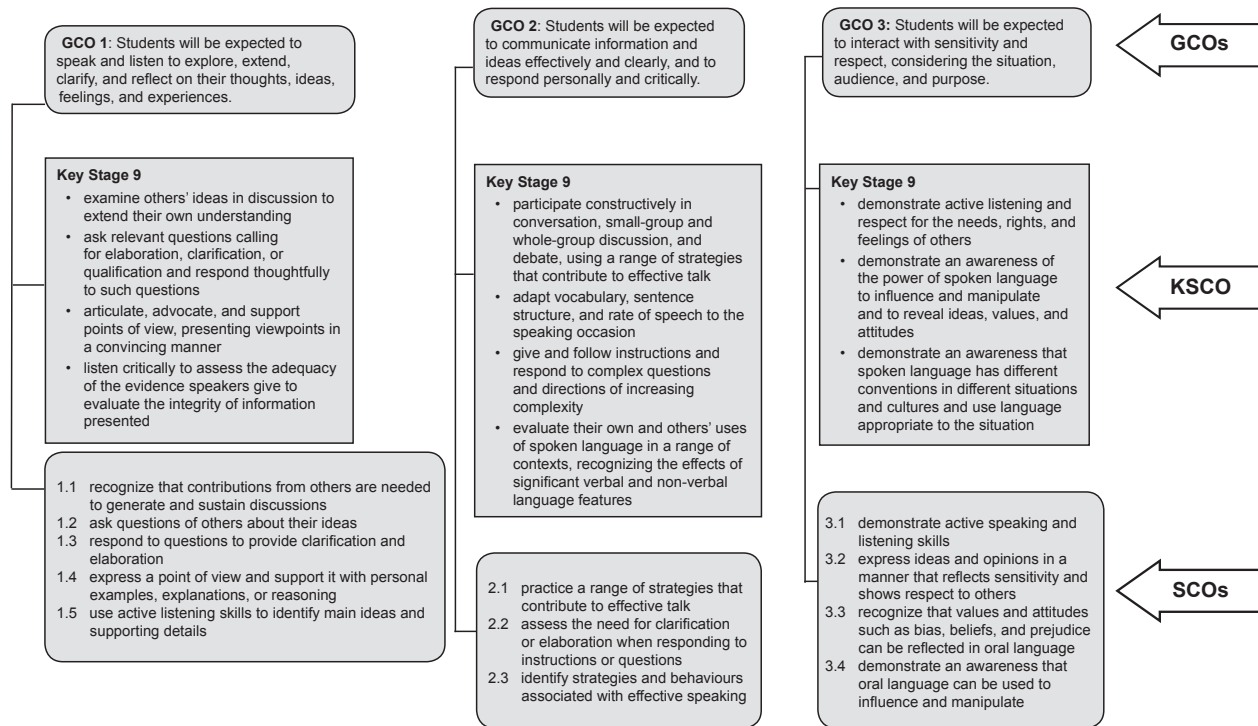 GCO 1: Students will be expected to
speak and listen to explore, extend,
clarify, and reflect on their thoughts, ideas,
feelings, and experiences.
GCO 2: Students will be expected
to communicate information and
ideas effectively and clearly, and to
respond personally and critically.
GCO 3: Students will be expected
to interact with sensitivity and
respect, considering the situation,
audience, and purpose.
GCOs
Key Stage 9
• examine others' ideas in discussion to
extend their own understanding
• ask relevant questions calling
for elaboration, clarification, or
qualification and respond thoughtfully
to such questions
• articulate, advocate, and support
points of view, presenting viewpoints in
a convincing manner
• listen critically to assess the adequacy
of the evidence speakers give to
evaluate the integrity of information
presented
Key Stage 9
• participate constructively in
conversation, small-group and
whole-group discussion, and
debate, using a range of strategies
that contribute to effective talk
• adapt vocabulary, sentence
structure, and rate of speech to the
speaking occasion
• give and follow instructions and
respond to complex questions
and directions of increasing
complexity
• evaluate their own and others' uses
of spoken language in a range of
contexts, recognizing the effects of
significant verbal and non-verbal
language features
Key Stage 9
• demonstrate active listening and
respect for the needs, rights, and
feelings of others
• demonstrate an awareness of
the power of spoken language
to influence and manipulate
and to reveal ideas, values, and
attitudes
• demonstrate an awareness that
spoken language has different
conventions in different situations
and cultures and use language
appropriate to the situation
KSCO
1.1 recognize that contributions from others are needed
to generate and sustain discussions
1.2 ask questions of others about their ideas
1.3 respond to questions to provide clarification and
elaboration
1.4 express a point of view and support it with personal
examples, explanations, or reasoning
1.5 use active listening skills to identify main ideas and
supporting details
2.1 practice a range of strategies that
contribute to effective talk
2.2 assess the need for clarification
or elaboration when responding to
instructions or questions
2.3 identify strategies and behaviours
associated with effective speaking
3.1 demonstrate active speaking and
listening skills
3.2 express ideas and opinions in a
manner that reflects sensitivity and
shows respect to others
3.3 recognize that values and attitudes
such as bias, beliefs, and prejudice
can be reflected in oral language
3.4 demonstrate an awareness that
oral language can be used to
influence and manipulate
SCOs